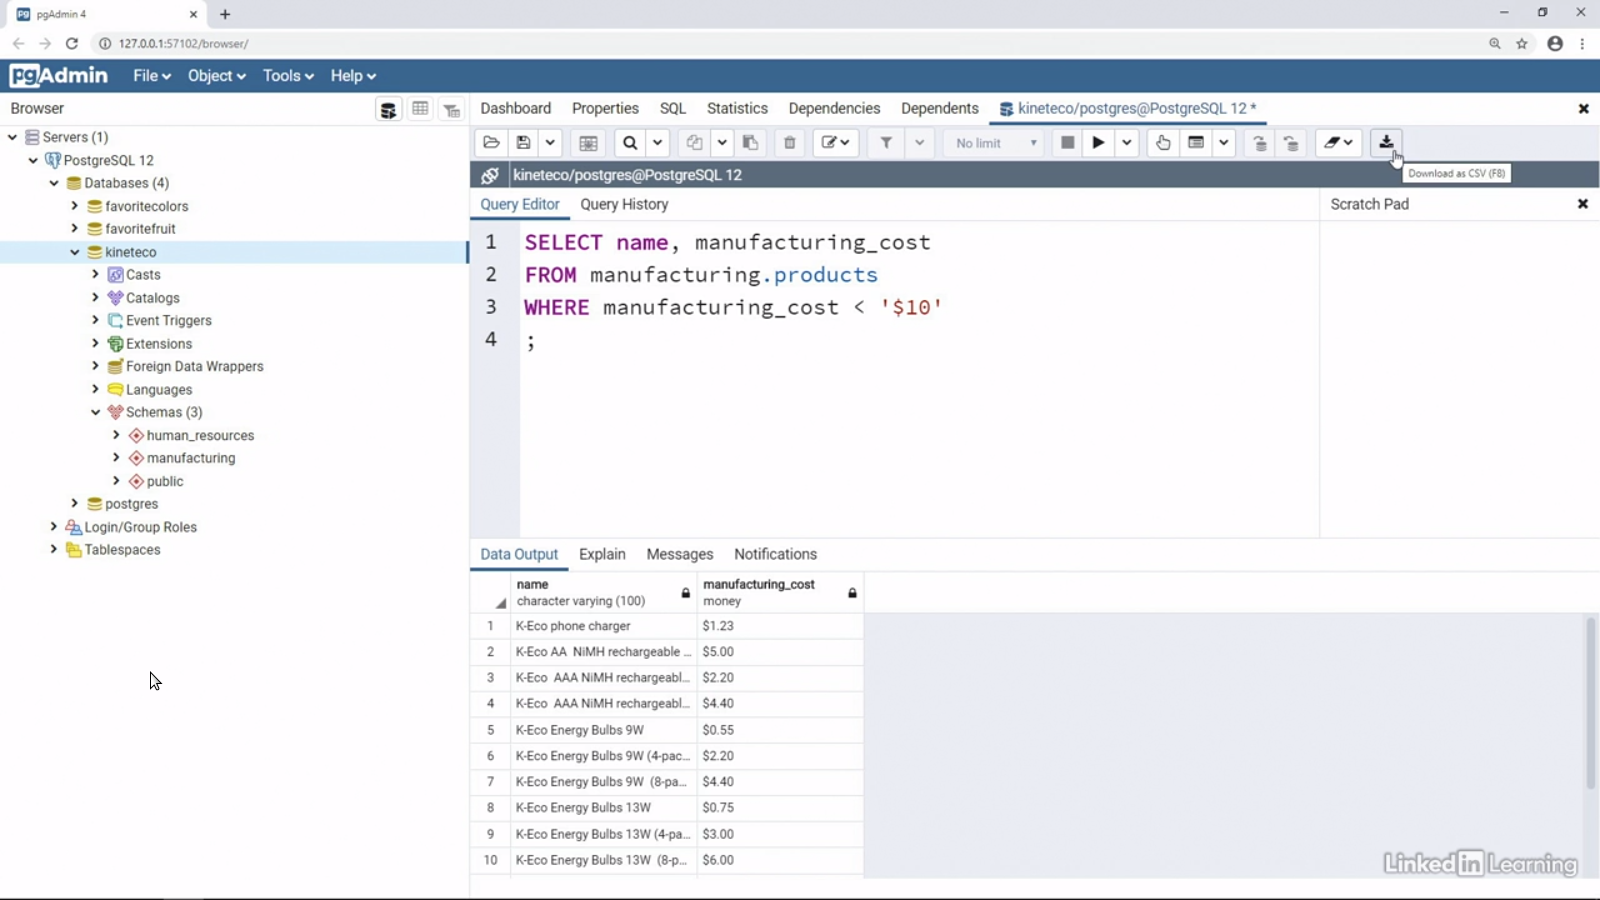 pgAdmin 4
127.0.0.1:57102/browser/
pgAdmin File Object Tools Help
Browser
Servers (1)
PostgreSQL 12
Databases (4)
favoritecolors
favoritefruit
kineteco
Casts
Catalogs
Event Triggers
Extensions
Foreign Data Wrappers
Languages
Schemas (3)
human_resources
manufacturing
public
postgres
Login/Group Roles
Tablespaces
Dashboard Properties SQL Statistics Dependencies Dependents kineteco/postgres@PostgreSQL 12 *
No limit
Download as CSV (F8)
kineteco/postgres@PostgreSQL 12
Query Editor Query History
Scratch Pad
1 SELECT name, manufacturing_cost
2 FROM manufacturing.products
3 WHERE manufacturing_cost < '$10'
4 ;
Data Output Explain Messages Notifications
name manufacturing_cost
character varying (100) money
1 K-Eco phone charger $1.23
2 K-Eco AA NiMH rechargeable ... $5.00
3 K-Eco AAA NiMH rechargeabl... $2.20
4 K-Eco AAA NiMH rechargeabl... $4.40
5 K-Eco Energy Bulbs 9W $0.55
6 K-Eco Energy Bulbs 9W (4-pac... $2.20
7 K-Eco Energy Bulbs 9W (8-pa... $4.40
8 K-Eco Energy Bulbs 13W $0.75
9 K-Eco Energy Bulbs 13W (4-pa... $3.00
10 K-Eco Energy Bulbs 13W (8-p... $6.00
Linked in Learning